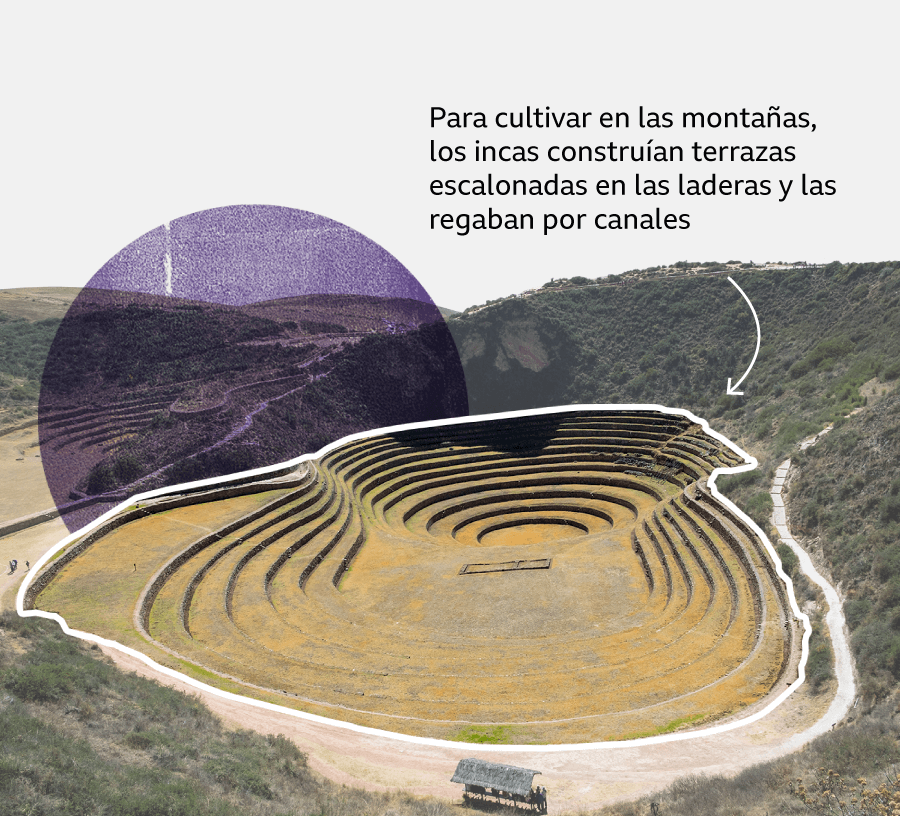 Para cultivar en las montañas,
los incas construían terrazas
escalonadas en las laderas y las
regaban por canales